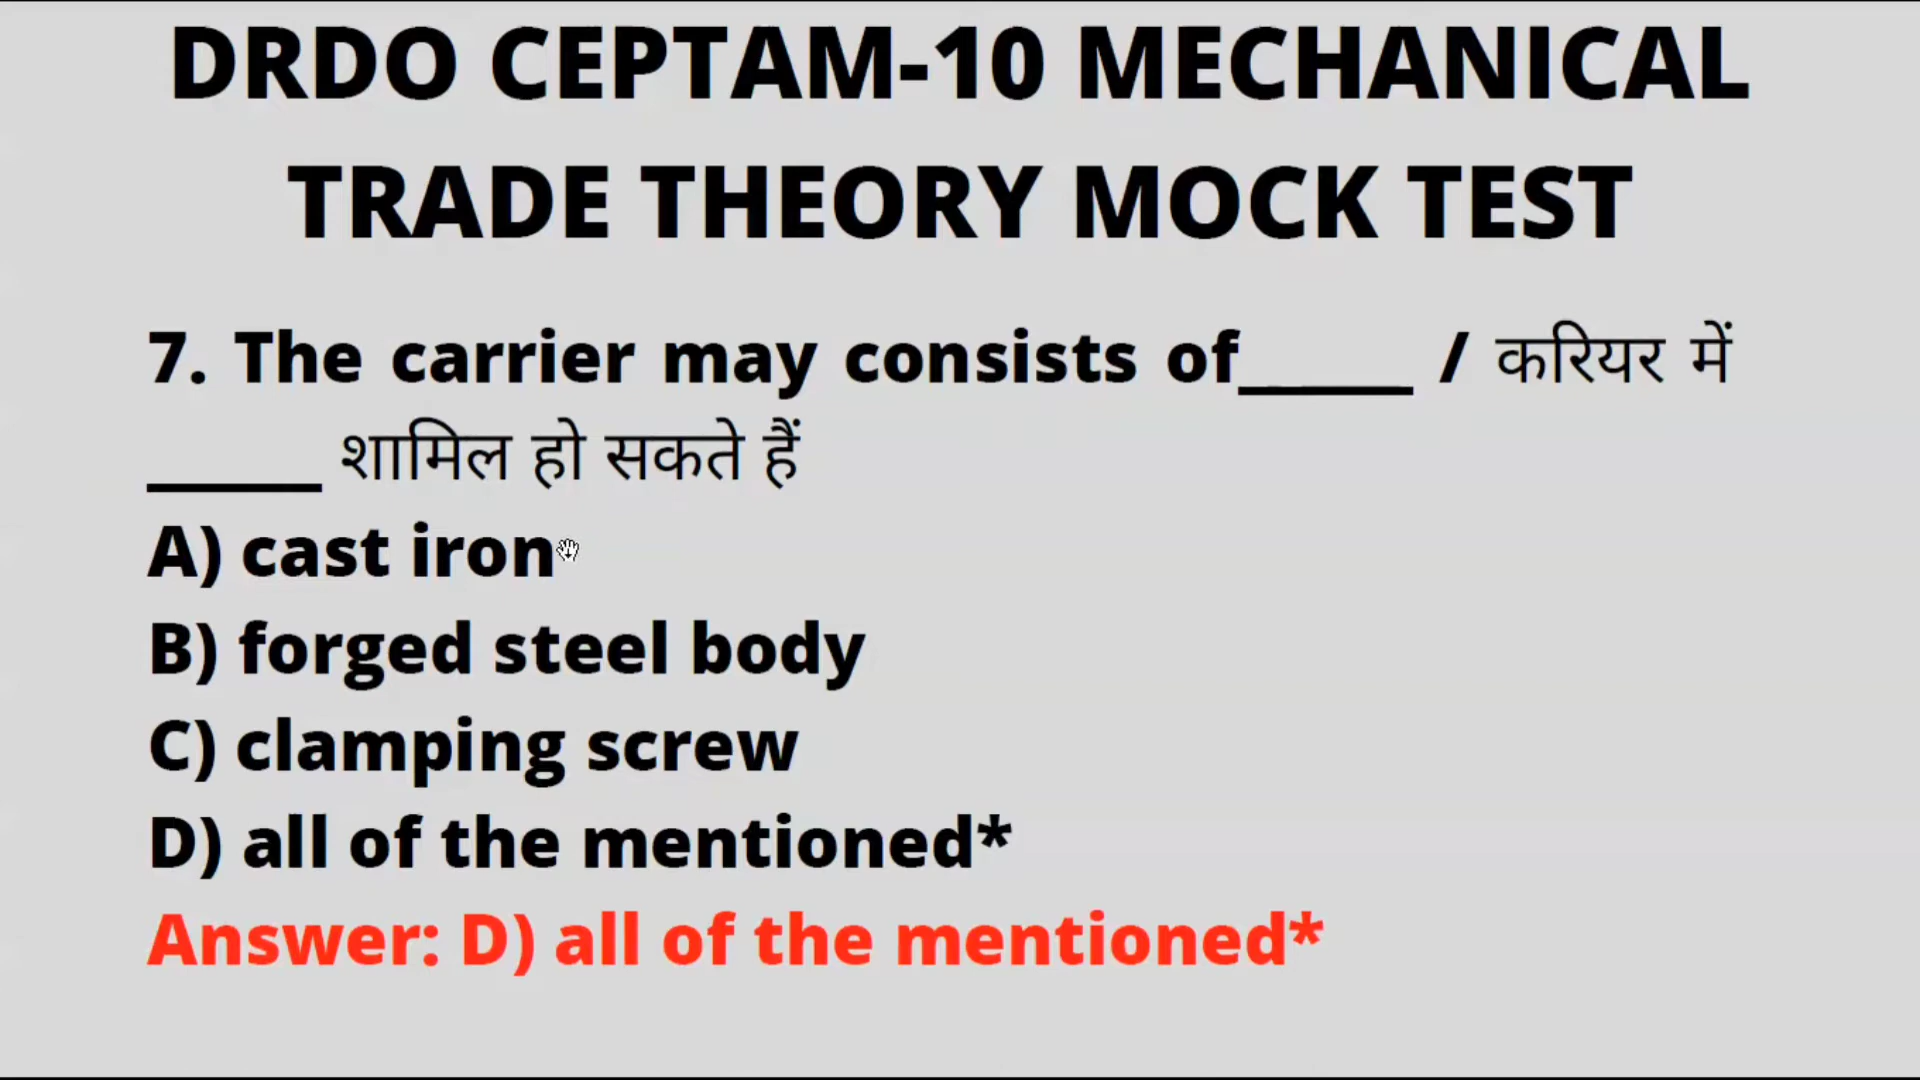 DRDO CEPTAM-10 MECHANICAL
TRADE THEORY MOCK TEST
7. The carrier may consists of_____ / करियर में
_____ शामिल हो सकते हैं
A) cast iron
B) forged steel body
C) clamping screw
D) all of the mentioned*
Answer: D) all of the mentioned*